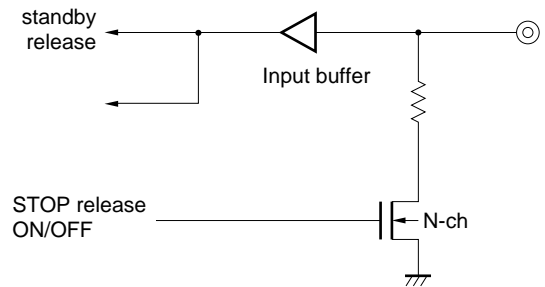 standby
release
Input buffer
STOP release
ON/OFF
N-ch